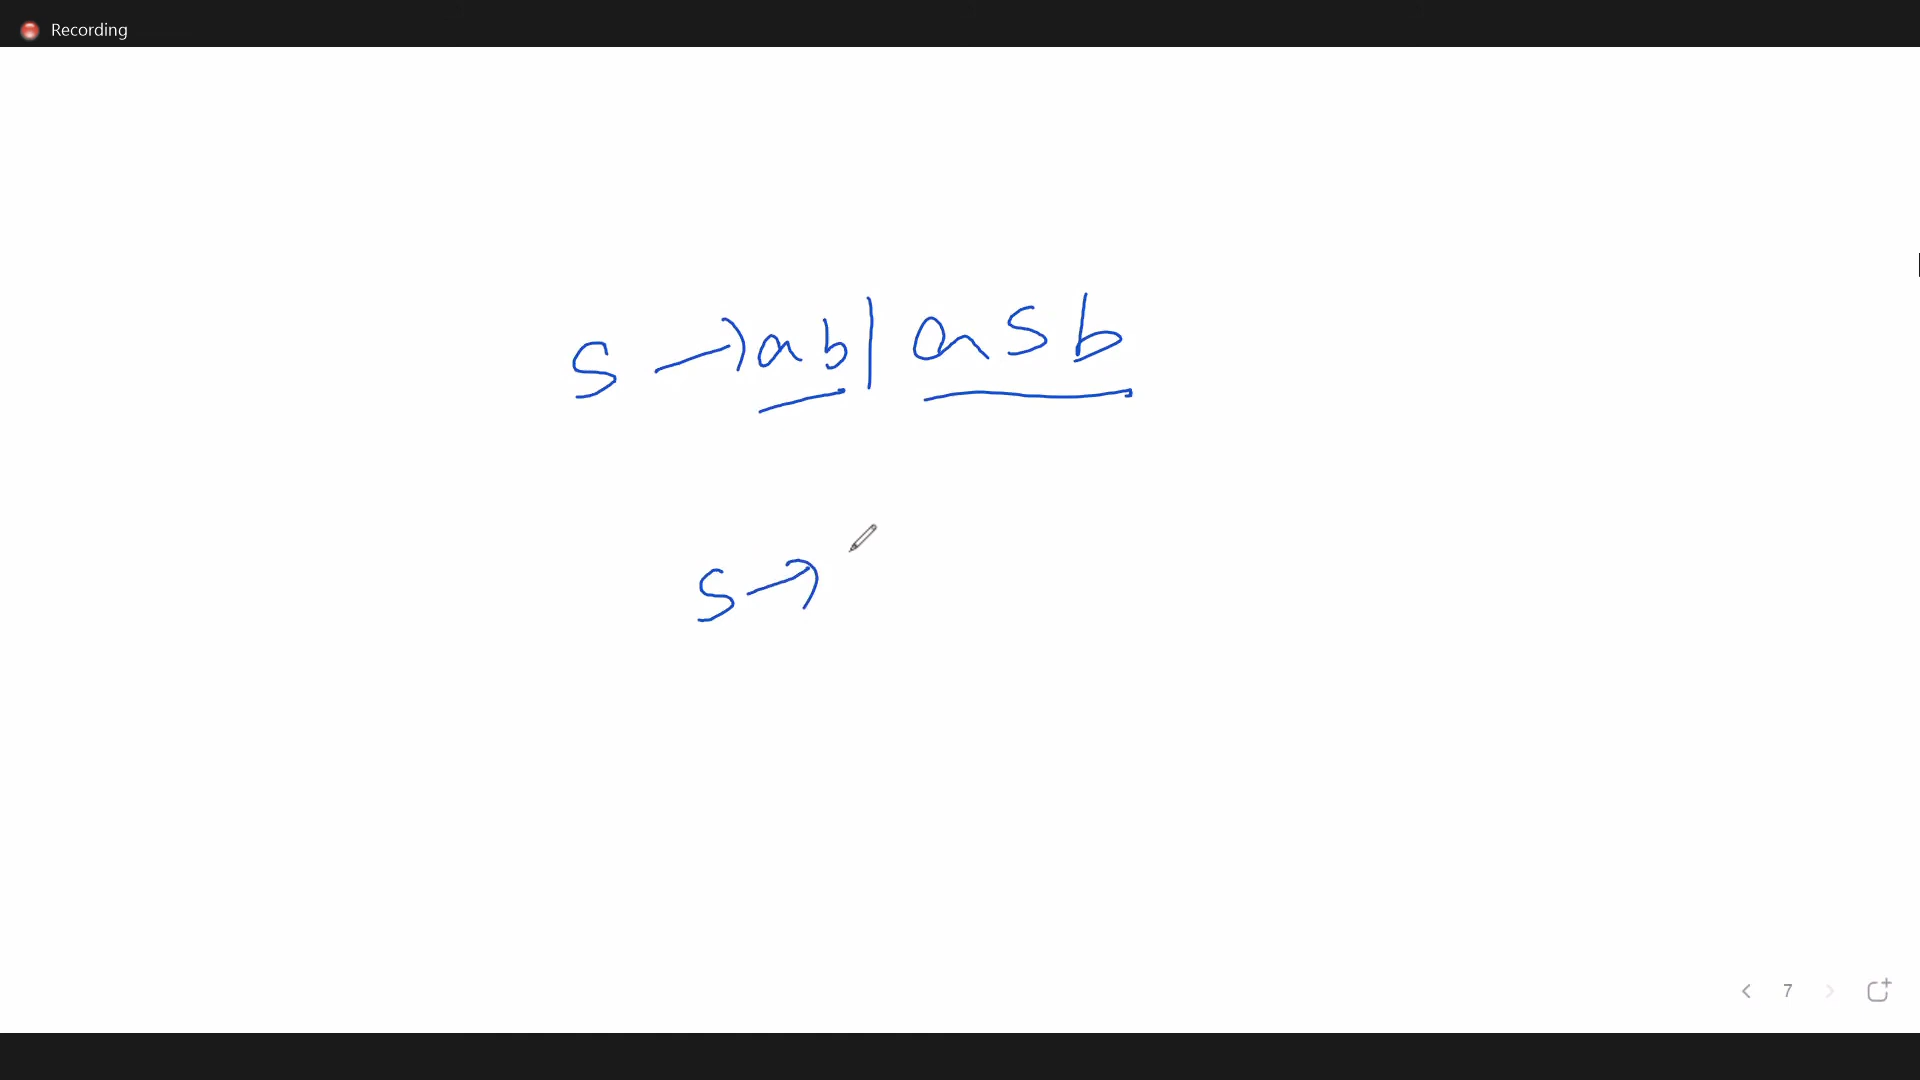 Recording
S → ab | aSb
S →
7